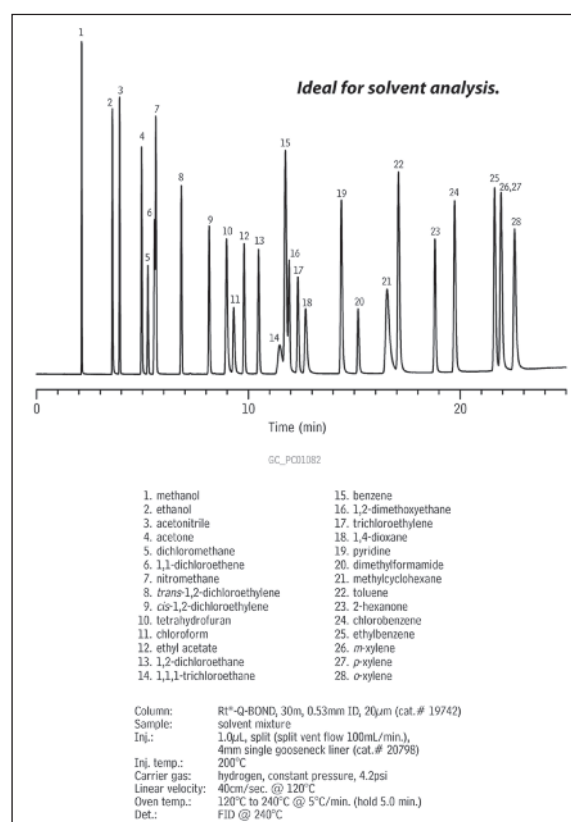 Ideal for solvent analysis.
1
2
3
4
5
6
7
8
9
10
11
12
13
14
15
16
17
18
19
20
21
22
23
24
25
26,27
28
0
10
20
Time (min)
GC_PC01082
1. methanol
2. ethanol
3. acetonitrile
4. acetone
5. dichloromethane
6. 1,1-dichloroethene
7. nitromethane
8. trans-1,2-dichloroethylene
9. cis-1,2-dichloroethylene
10. tetrahydrofuran
11. chloroform
12. ethyl acetate
13. 1,2-dichloroethane
14. 1,1,1-trichloroethane
15. benzene
16. 1,2-dimethoxyethane
17. trichloroethylene
18. 1,4-dioxane
19. pyridine
20. dimethylformamide
21. methylcyclohexane
22. toluene
23. 2-hexanone
24. chlorobenzene
25. ethylbenzene
26. m-xylene
27. p-xylene
28. o-xylene
Column: Rt®-Q-BOND, 30m, 0.53mm ID, 20µm (cat.# 19742)
Sample: solvent mixture
Inj.: 1.0µL, split (split vent flow 100mL/min.),
4mm single gooseneck liner (cat.# 20798)
Inj. temp.: 200°C
Carrier gas: hydrogen, constant pressure, 4.2psi
Linear velocity: 40cm/sec. @ 120°C
Oven temp.: 120°C to 240°C @ 5°C/min. (hold 5.0 min.)
Det.: FID @ 240°C